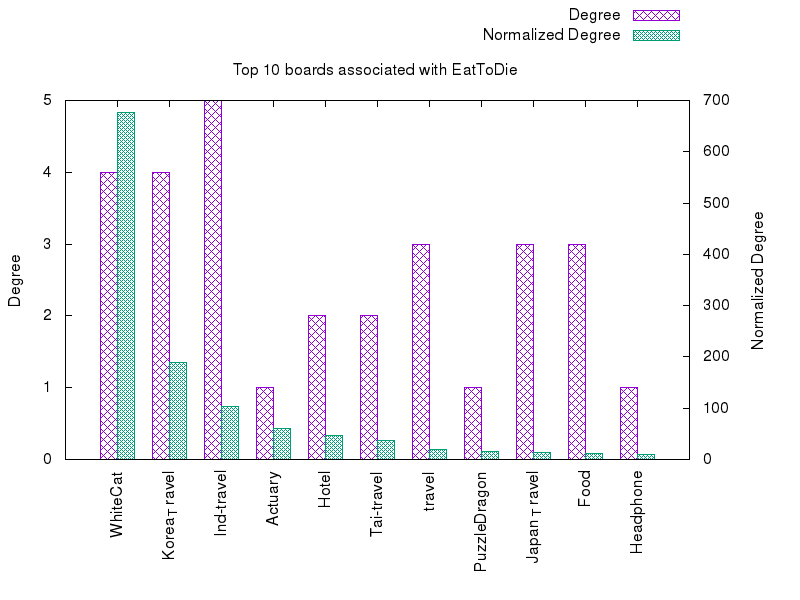 Degree
Normalized Degree
Top 10 boards associated with EatToDie
5
4
3
2
1
0
Degree
700
600
500
400
300
200
100
0
Normalized Degree
WhiteCat
Korea_T ravel
Ind-travel
Actuary
Hotel
Tai-travel
travel
PuzzleDragon
Japan_T ravel
Food
Headphone